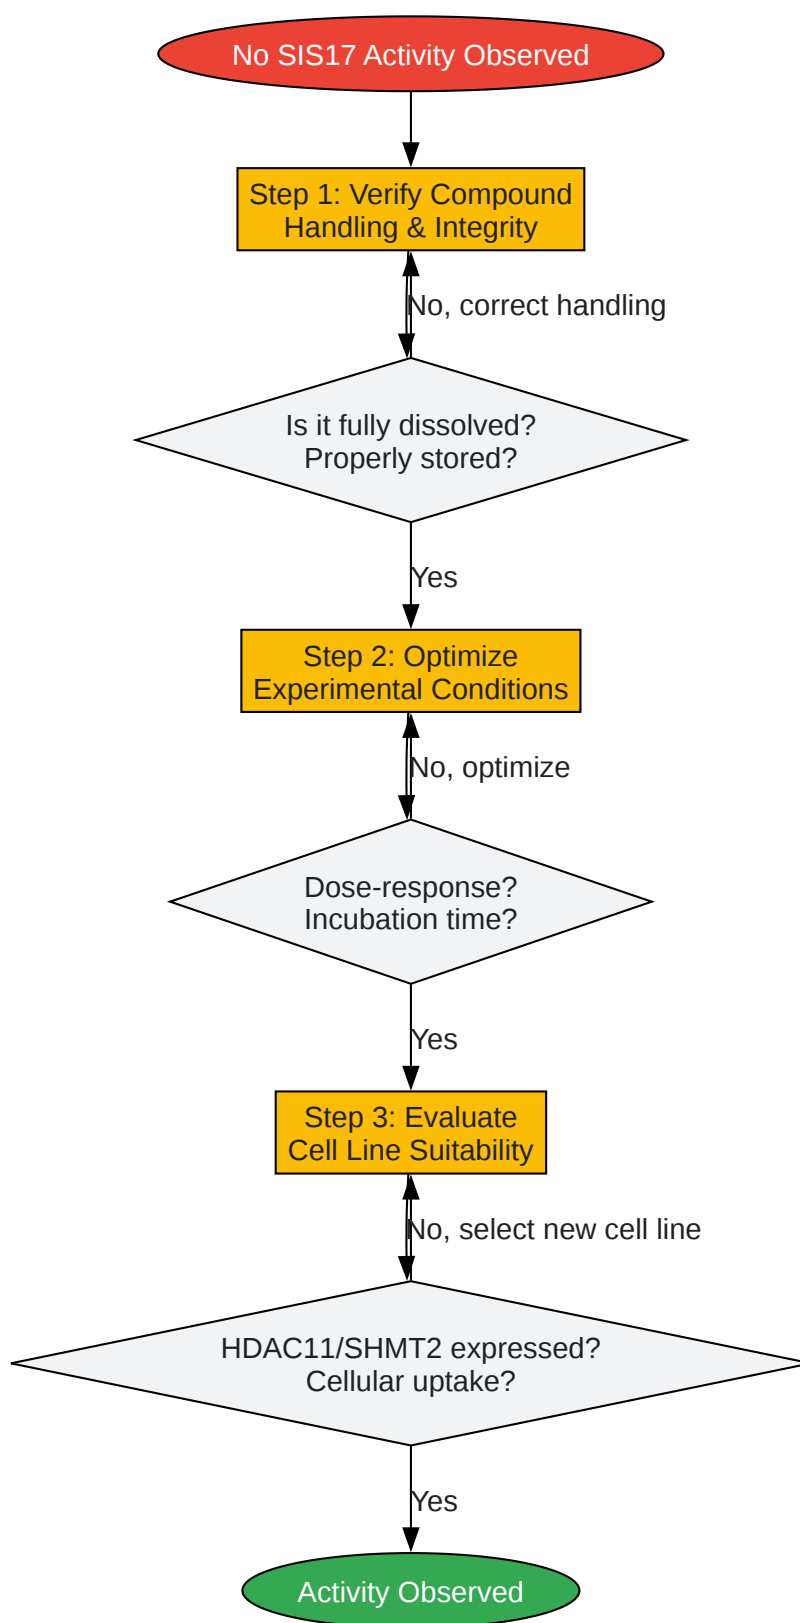 No SIS17 Activity Observed
Step 1: Verify Compound
Handling & Integrity
No, correct handling
Is it fully dissolved?
Properly stored?
Yes
Step 2: Optimize
Experimental Conditions
No, optimize
Dose-response?
Incubation time?
Yes
Step 3: Evaluate
Cell Line Suitability
No, select new cell line
HDAC11/SHMT2 expressed?
Cellular uptake?
Yes
Activity Observed